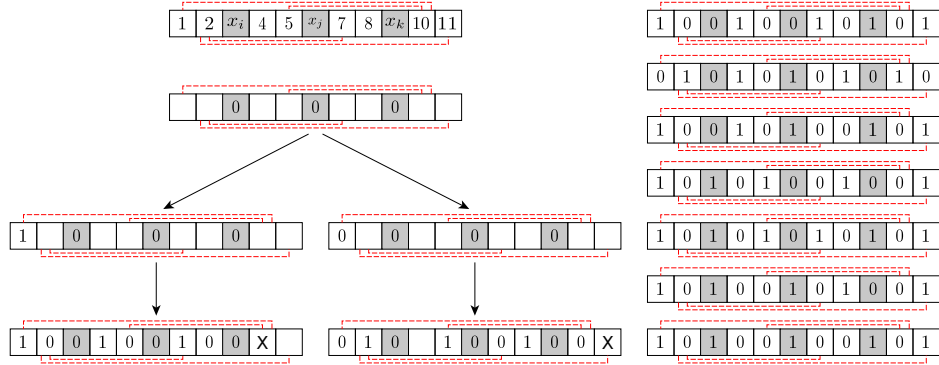 1 2 x_i 4 5 x_j 7 8 x_k 10 11
0 0 0
1 0 0 0
0 0 0 0
1 0 0 1 0 0 1 0 0 X
0 1 0 1 0 0 1 0 0 X
1 0 0 1 0 0 1 0 1 0 1
0 1 0 1 0 1 0 1 0 1 0
1 0 0 1 0 1 0 0 1 0 1
1 0 1 0 1 0 0 1 0 0 1
1 0 1 0 1 0 1 0 1 0 1
1 0 1 0 0 1 0 1 0 0 1
1 0 1 0 0 1 0 0 1 0 1